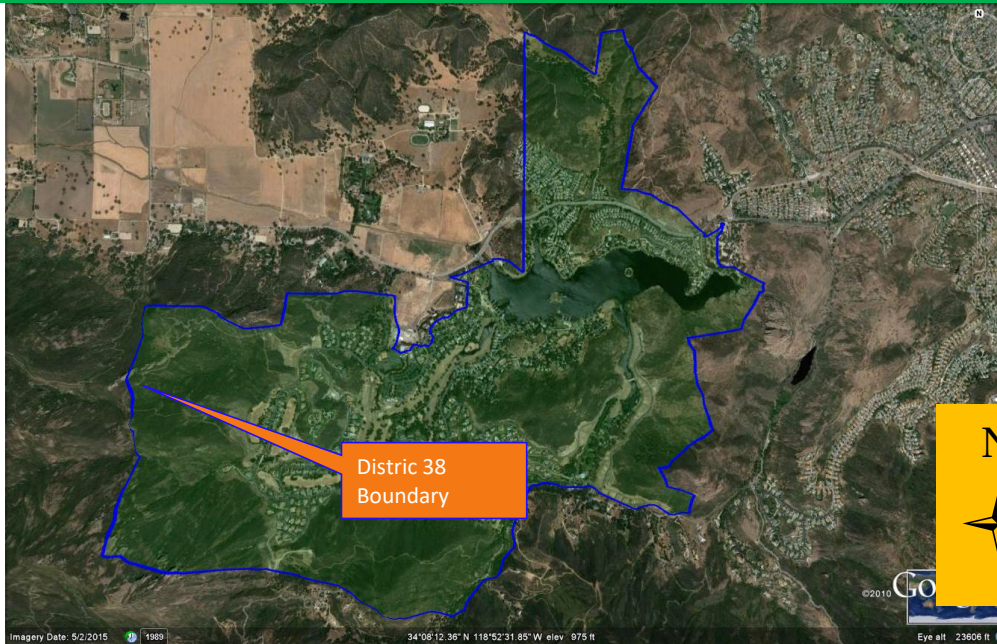 N
Distric 38
Boundary
N
©2010 Go
Imagery Date: 5/2/2015
1989
34°08'12.36" N 118°52'31.85" W elev 975 ft
Eye alt 23606 ft